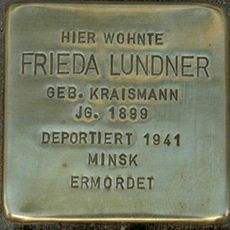 HIER WOHNTE
FRIEDA LUNDNER
GEB. KRAISMANN
JG. 1899
DEPORTIERT 1941
MINSK
ERMORDET